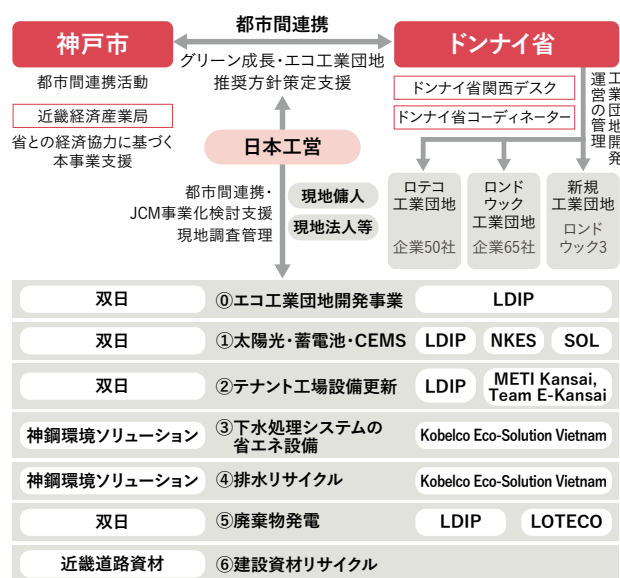 都市間連携
神戸市
ドンナイ省
グリーン成長・エコ工業団地
推奨方針策定支援
都市間連携活動
近畿経済産業局
省との経済協力に基づく
本事業支援
ドンナイ省関西デスク
ドンナイ省コーディネーター
工業団地開発
運営の管理
日本工営
都市間連携・
JCM事業化検討支援
現地調査管理
現地傭人
現地法人等
ロテコ
工業団地
企業50社
ロンド
ウック
工業団地
企業65社
新規
工業団地
ロンド
ウック3
双日
⓪エコ工業団地開発事業
LDIP
双日
①太陽光・蓄電池・CEMS
LDIP
NKES
SOL
双日
②テナント工場設備更新
LDIP
METI Kansai,
Team E-Kansai
神鋼環境ソリューション
③下水処理システムの
省エネ設備
Kobelco Eco-Solution Vietnam
神鋼環境ソリューション
④排水リサイクル
Kobelco Eco-Solution Vietnam
双日
⑤廃棄物発電
LDIP
LOTECO
近畿道路資材
⑥建設資材リサイクル